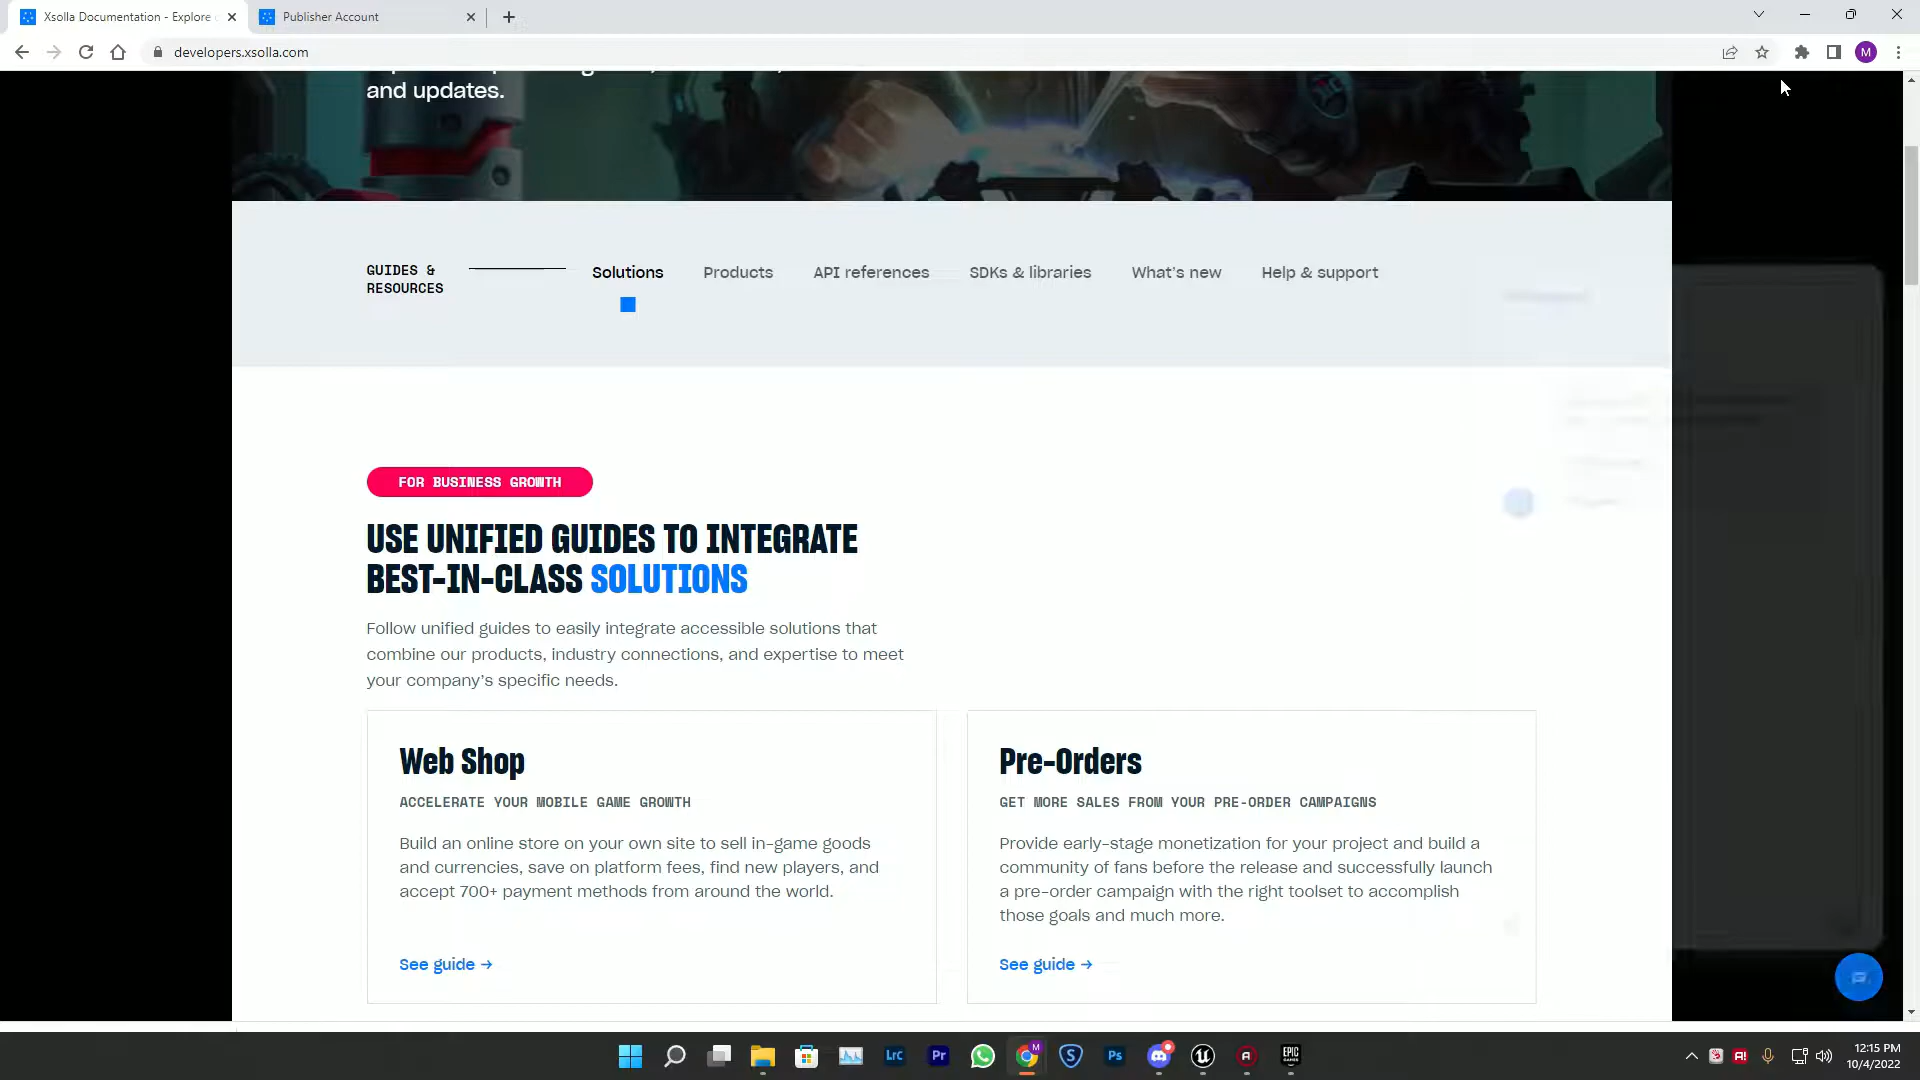 Xsolla Documentation - Explore
Publisher Account
developers.xsolla.com
M
and updates.
GUIDES &
RESOURCES
Solutions
Products
API references
SDKs & libraries
What's new
Help & support
FOR BUSINESS GROWTH
USE UNIFIED GUIDES TO INTEGRATE
BEST-IN-CLASS SOLUTIONS
Follow unified guides to easily integrate accessible solutions that
combine our products, industry connections, and expertise to meet
your company's specific needs.
Web Shop
ACCELERATE YOUR MOBILE GAME GROWTH
Build an online store on your own site to sell in-game goods
and currencies, save on platform fees, find new players, and
accept 700+ payment methods from around the world.
See guide →
Pre-Orders
GET MORE SALES FROM YOUR PRE-ORDER CAMPAIGNS
Provide early-stage monetization for your project and build a
community of fans before the release and successfully launch
a pre-order campaign with the right toolset to accomplish
those goals and much more.
See guide →
LrC
Pr
M
S
Ps
EPIC
GAMES
A!
12:15 PM
10/4/2022